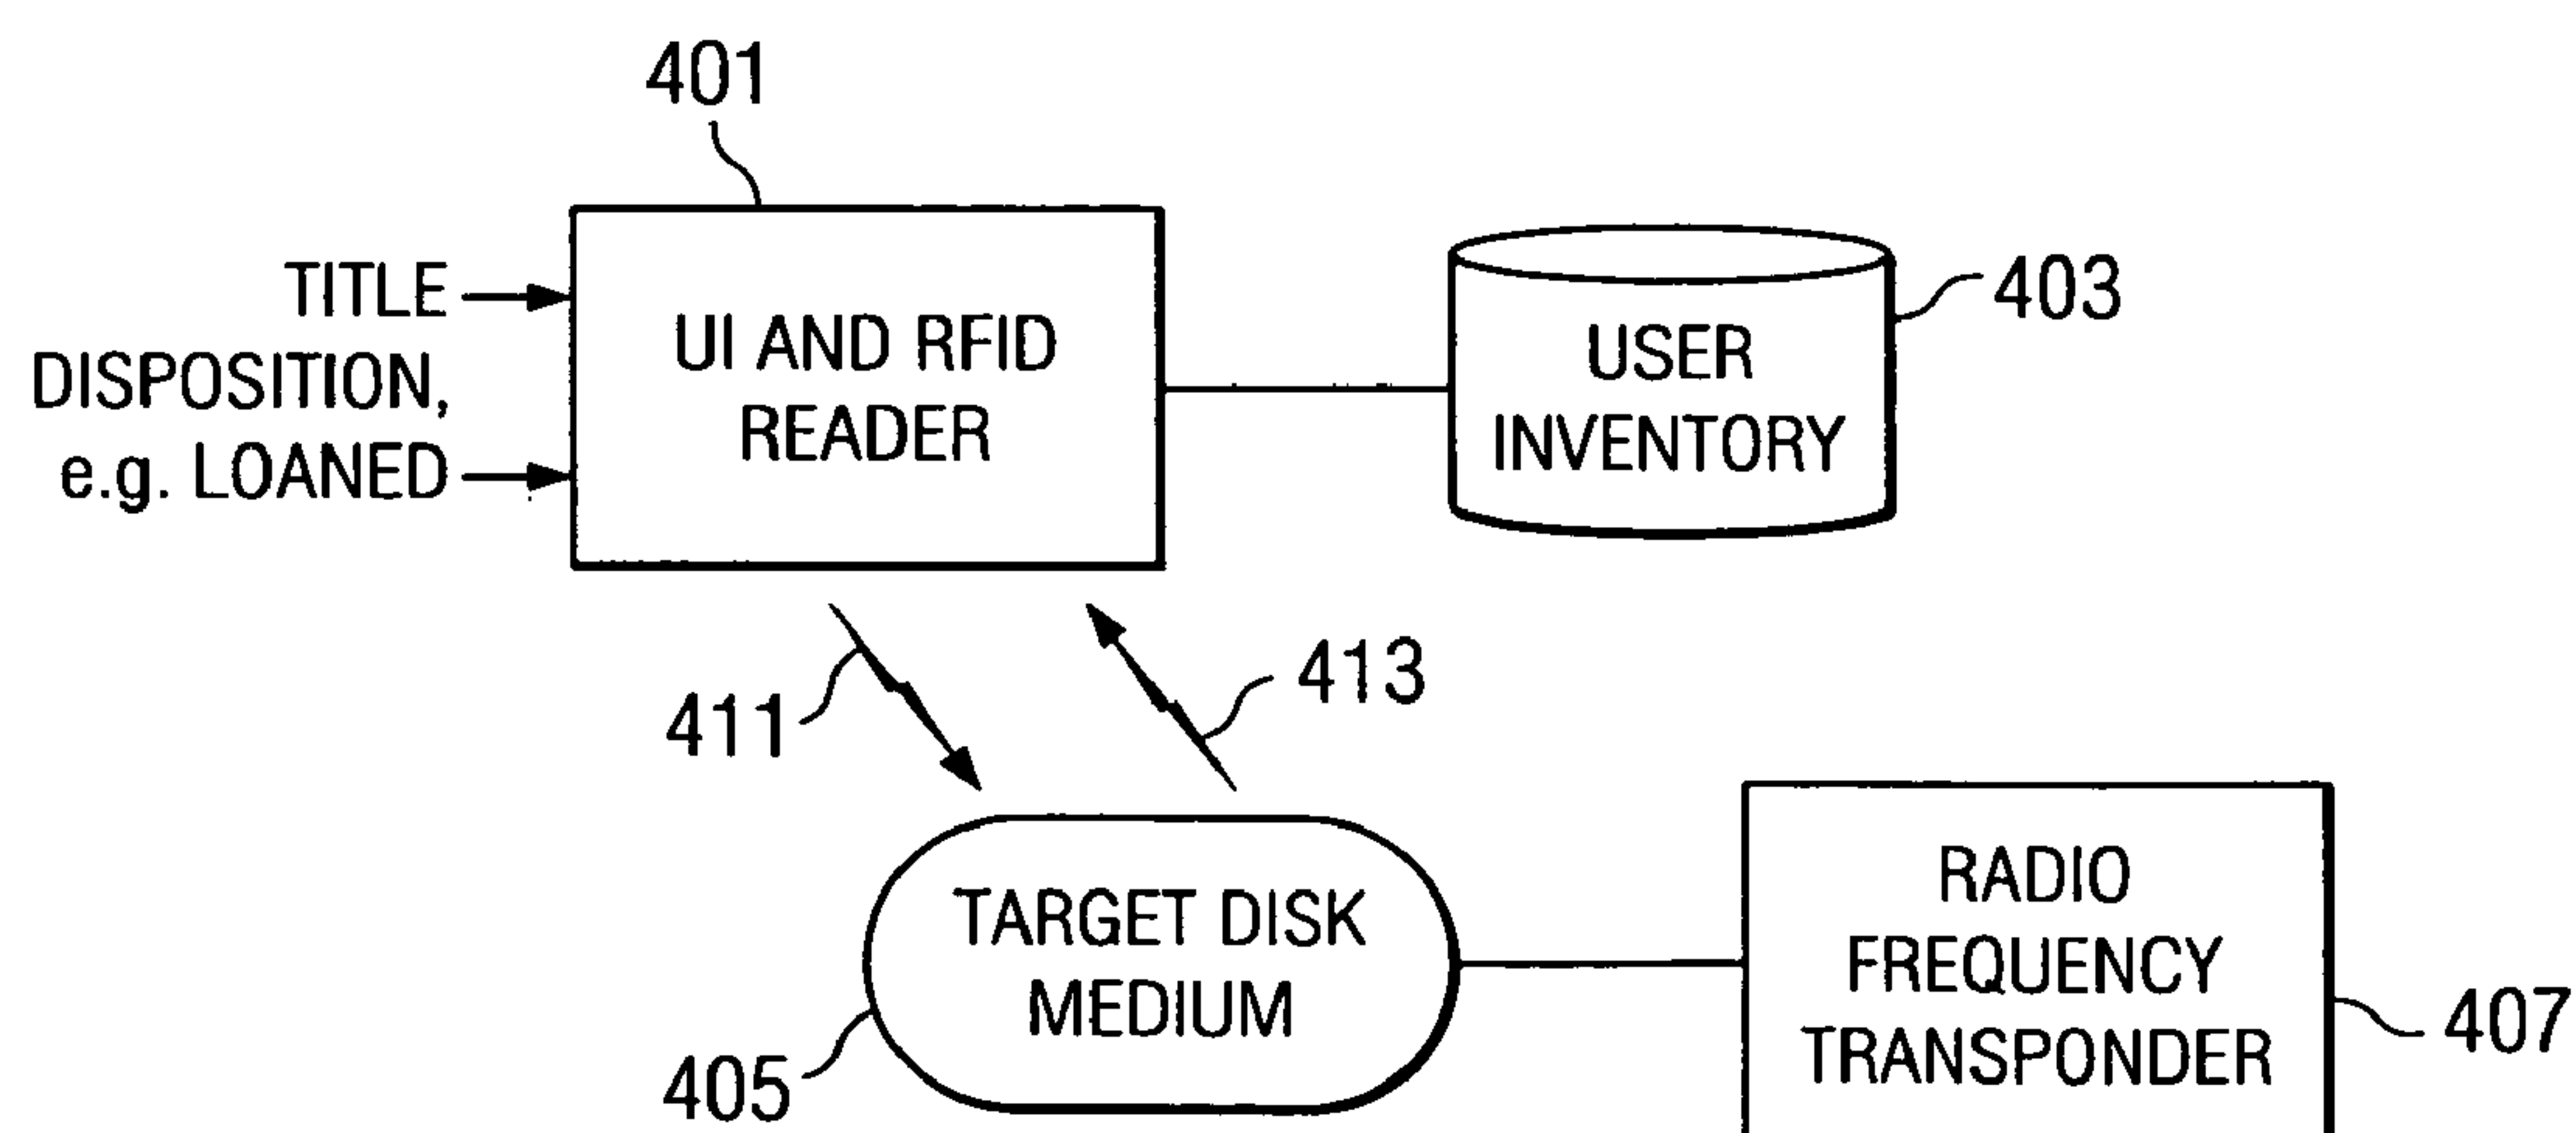 401
TITLE
DISPOSITION,
e.g. LOANED
UI AND RFID
READER
USER
INVENTORY
403
411
413
TARGET DISK
MEDIUM
405
RADIO
FREQUENCY
TRANSPONDER
407